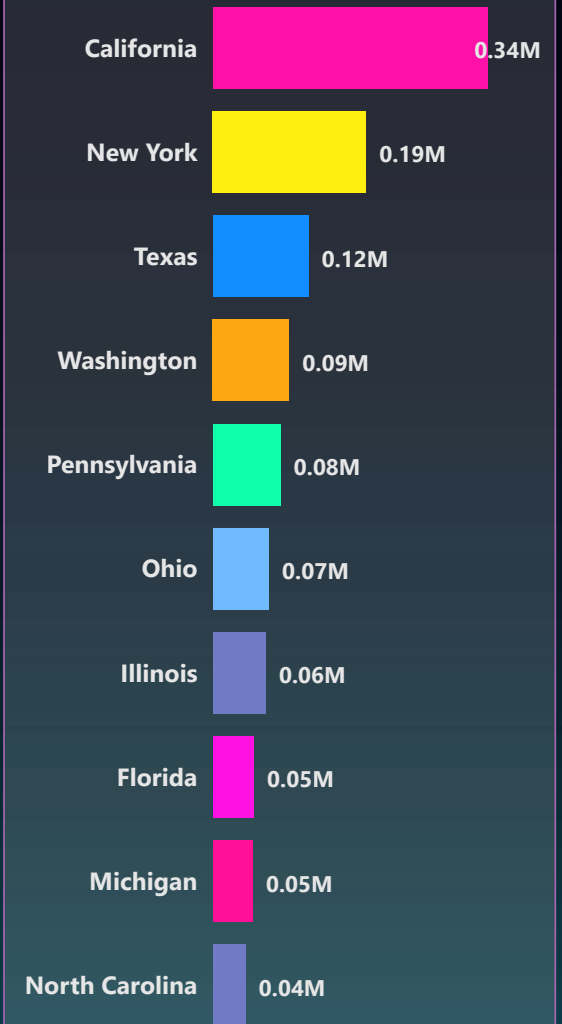 California 0.34M
New York 0.19M
Texas 0.12M
Washington 0.09M
Pennsylvania 0.08M
Ohio 0.07M
Illinois 0.06M
Florida 0.05M
Michigan 0.05M
North Carolina 0.04M